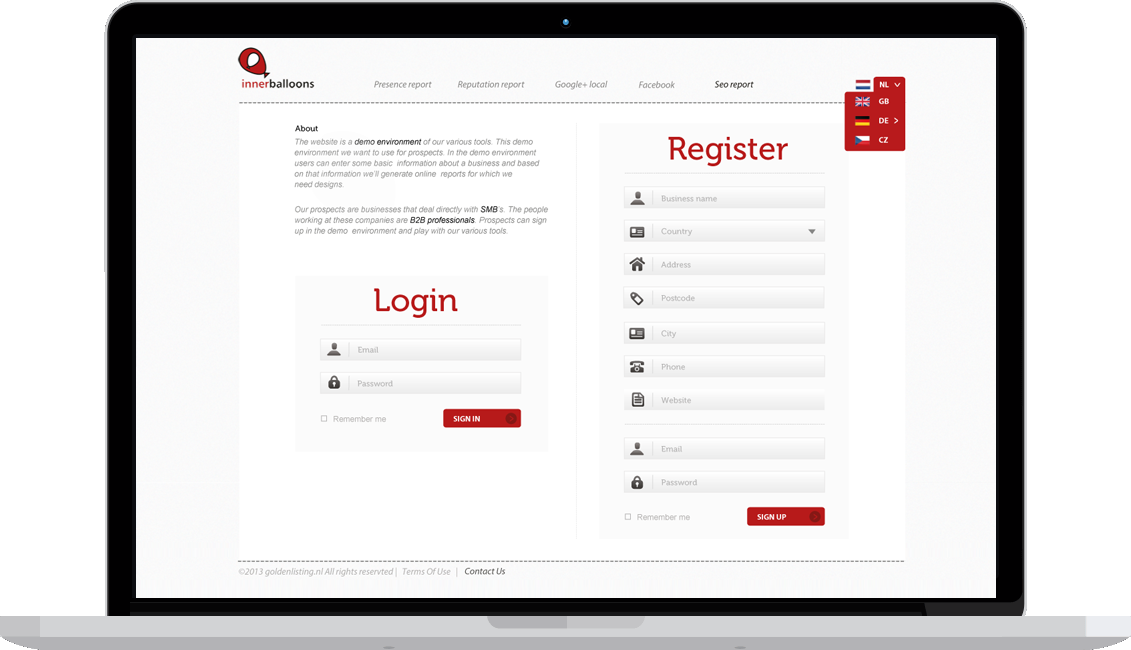 innerballoons
Presence report
Reputation report
Google+ local
Facebook
Seo report
NL
GB
DE
CZ
About
The website is a demo environment of our various tools. This demo
environment we want to use for prospects. In the demo environment
users can enter some basic information about a business and based
on that information we'll generate online reports for which we
need designs.
Our prospects are businesses that deal directly with SMB's. The people
working at these companies are B2B professionals. Prospects can sign
up in the demo environment and play with our various tools.
Login
Email
Password
Remember me
SIGN IN
Register
Business name
Country
Address
Postcode
City
Phone
Website
Email
Password
Remember me
SIGN UP
©2013 goldenlisting.nl All rights reservted | Terms Of Use | Contact Us